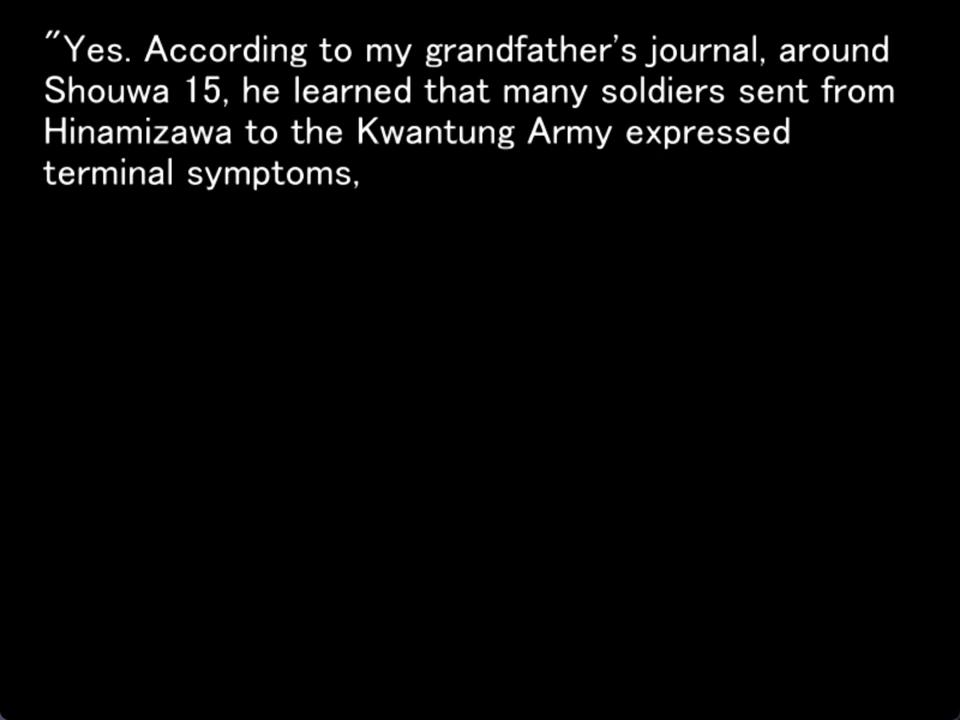 "Yes. According to my grandfather's journal, around
Shouwa 15, he learned that many soldiers sent from
Hinamizawa to the Kwantung Army expressed
terminal symptoms,